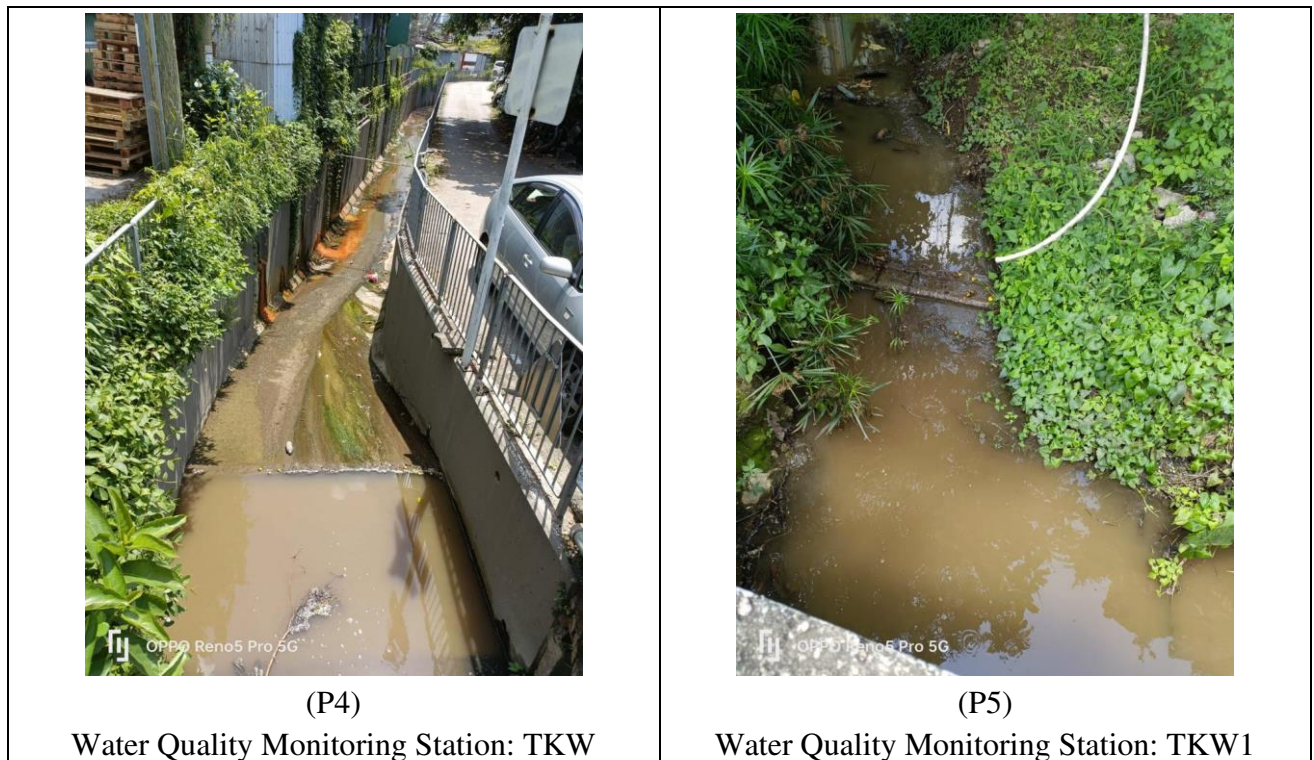 OPPO Reno5 Pro 5G
(P4)
Water Quality Monitoring Station: TKW
OPPO Reno5 Pro 5G
(P5)
Water Quality Monitoring Station: TKW1